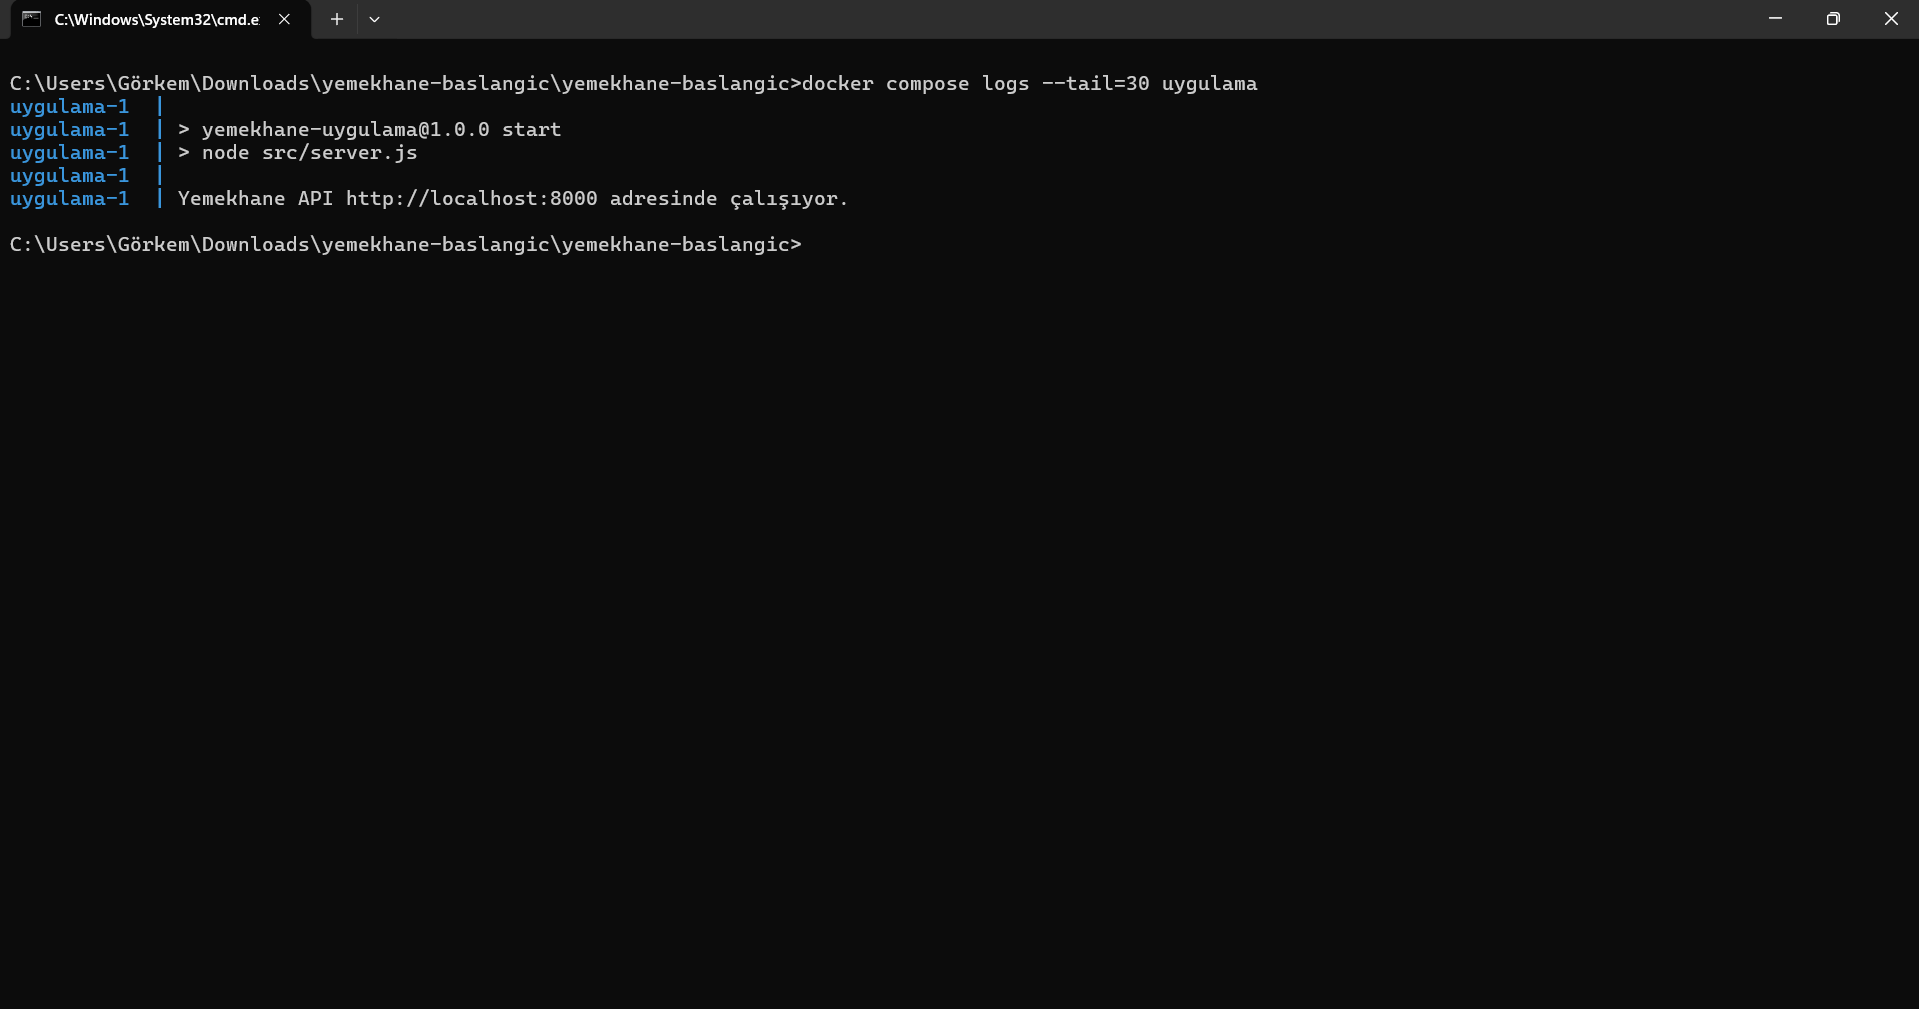 C:\Windows\System32\cmd.e
C:\Users\Görkem\Downloads\yemekhane-baslangic\yemekhane-baslangic>docker compose logs --tail=30 uygulama
uygulama-1  |
uygulama-1  | > yemekhane-uygulama@1.0.0 start
uygulama-1  | > node src/server.js
uygulama-1  |
uygulama-1  | Yemekhane API http://localhost:8000 adresinde çalışıyor.
C:\Users\Görkem\Downloads\yemekhane-baslangic\yemekhane-baslangic>